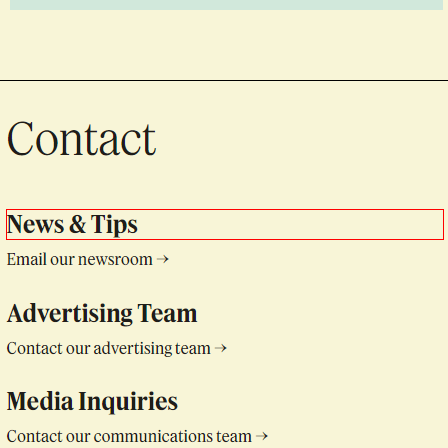 Contact
News & Tips
Email our newsroom →
Advertising Team
Contact our advertising team →
Media Inquiries
Contact our communications team →